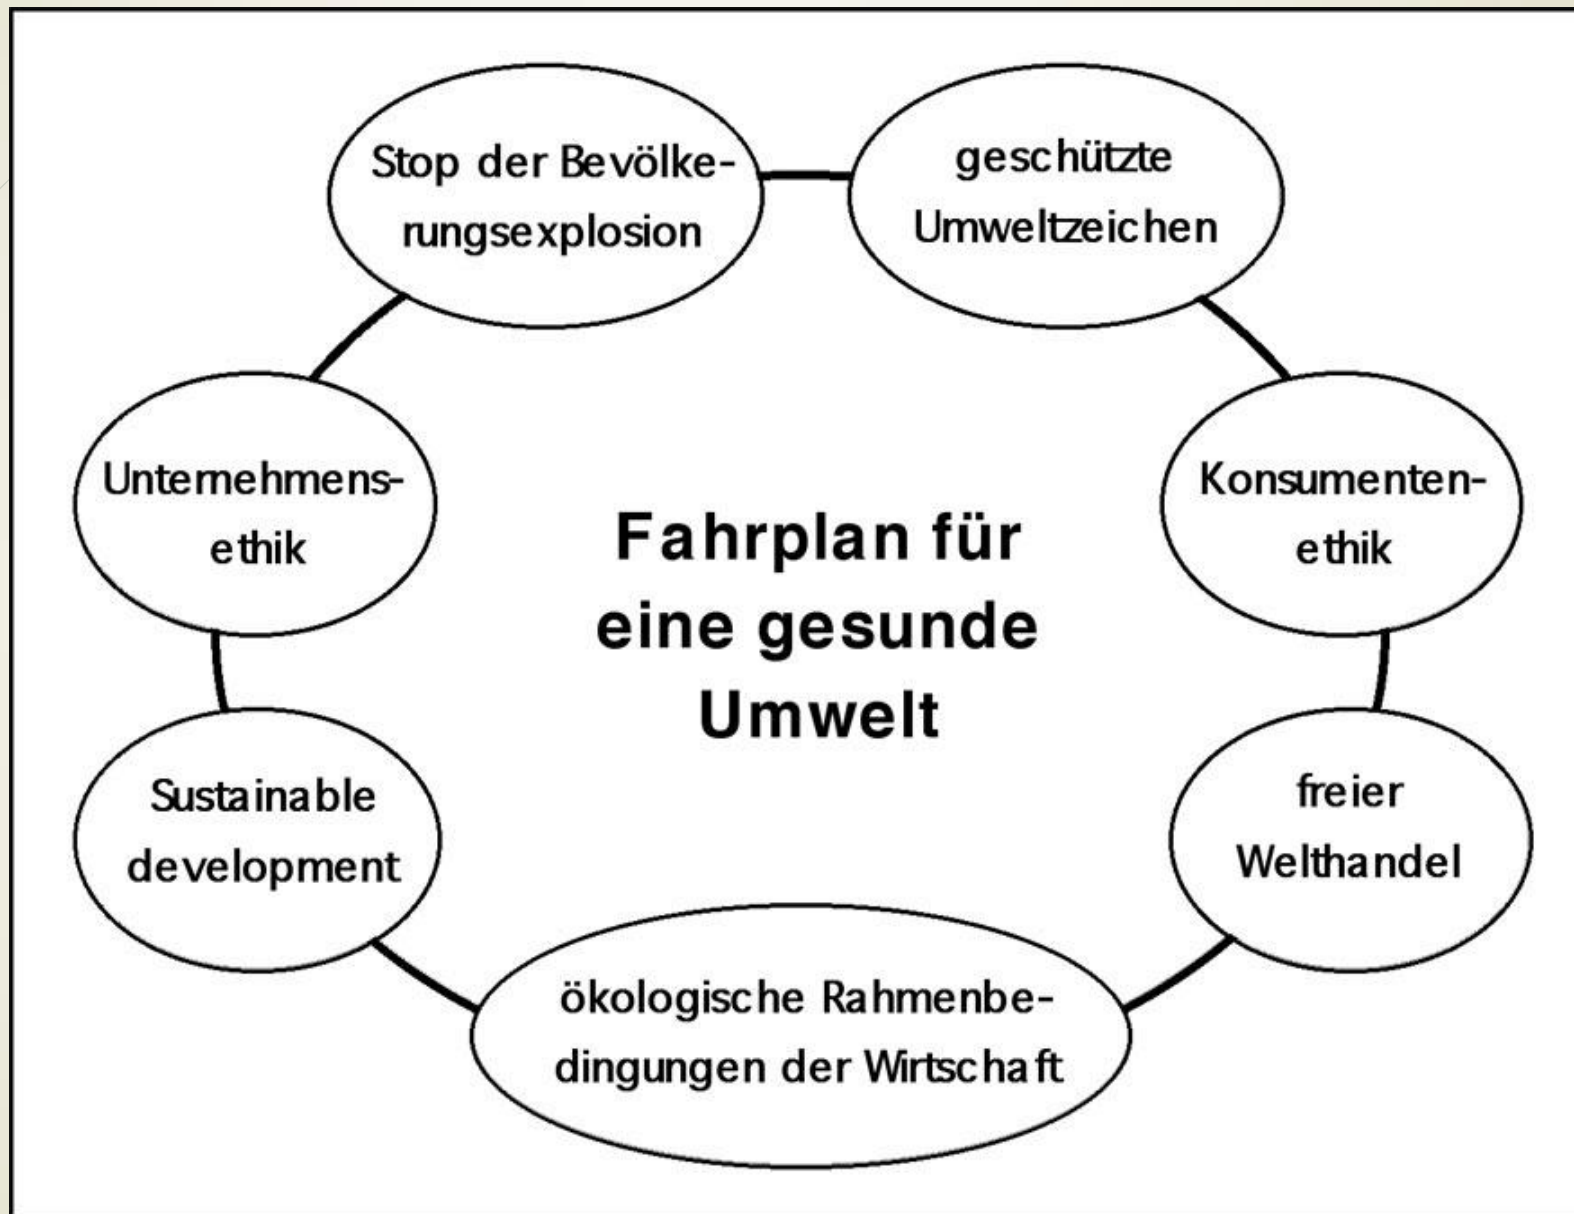 Stop der Bevölke-
rungsexplosion
geschützte
Umweltzeichen
Unternehmens-
ethik
Konsumenten-
ethik
Fahrplan für
eine gesunde
Umwelt
Sustainable
development
freier
Welthandel
ökologische Rahmenbe-
dingungen der Wirtschaft